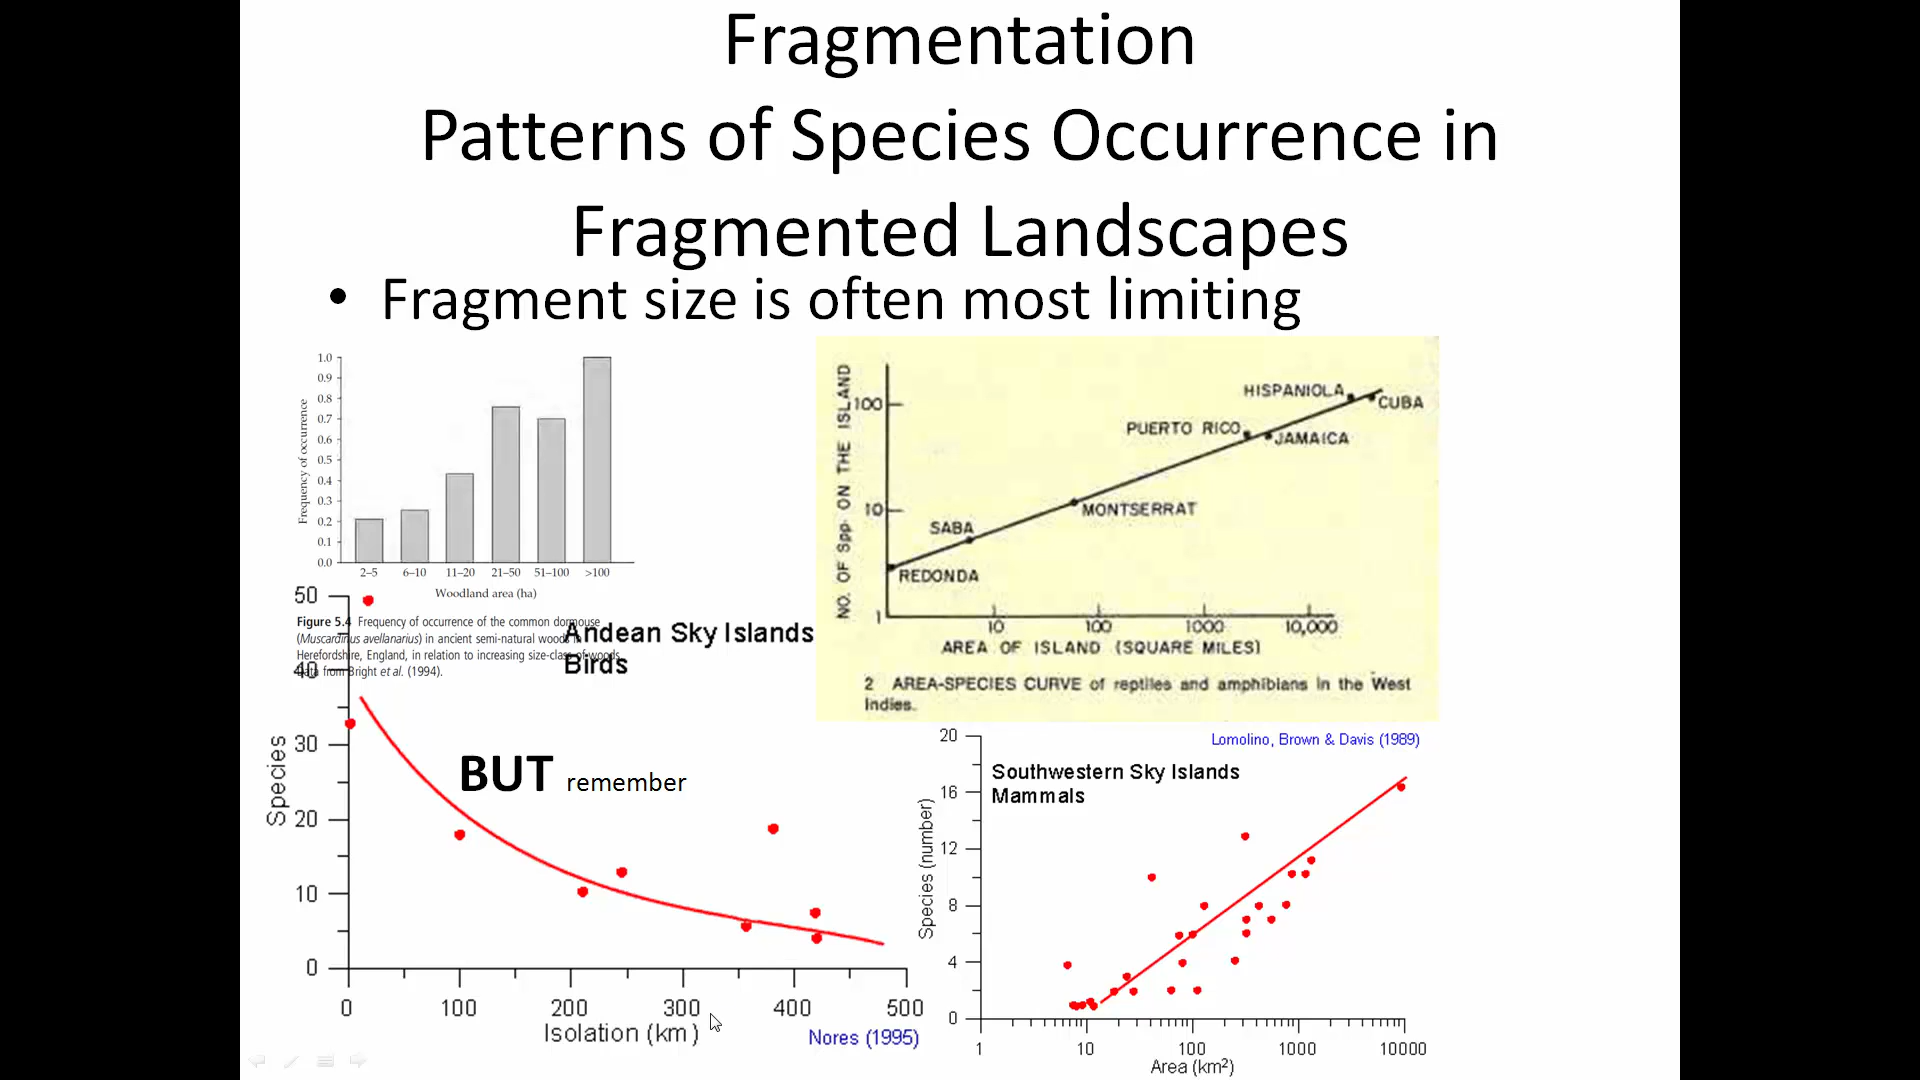 Fragmentation
Patterns of Species Occurrence in
Fragmented Landscapes
• Fragment size is often most limiting
Frequency of occurrence
1.0
0.9
0.8
0.7
0.6
0.5
0.4
0.3
0.2
0.1
0.0
2–5 6–10 11–20 21–50 51–100 >100
Woodland area (ha)
Figure 5.4 Frequency of occurrence of the common dormouse
(Muscardinus avellanarius) in ancient semi-natural woods in
Herefordshire, England, in relation to increasing size-class of woods.
Data from Bright et al. (1994).
NO. OF Spp. ON THE ISLAND
100
10
1
HISPANIOLA
CUBA
PUERTO RICO
JAMAICA
MONTSERRAT
SABA
REDONDA
10 100 1000 10,000
AREA OF ISLAND (SQUARE MILES)
2 AREA-SPECIES CURVE of reptiles and amphibians in the West
Indies.
Andean Sky Islands
Birds
BUT remember
Species
50
40
30
20
10
0
0 100 200 300 400 500
Isolation (km)
Nores (1995)
Lomolino, Brown & Davis (1989)
Southwestern Sky Islands
Mammals
Species (number)
20
16
12
8
4
0
1 10 100 1000 10000
Area (km²)